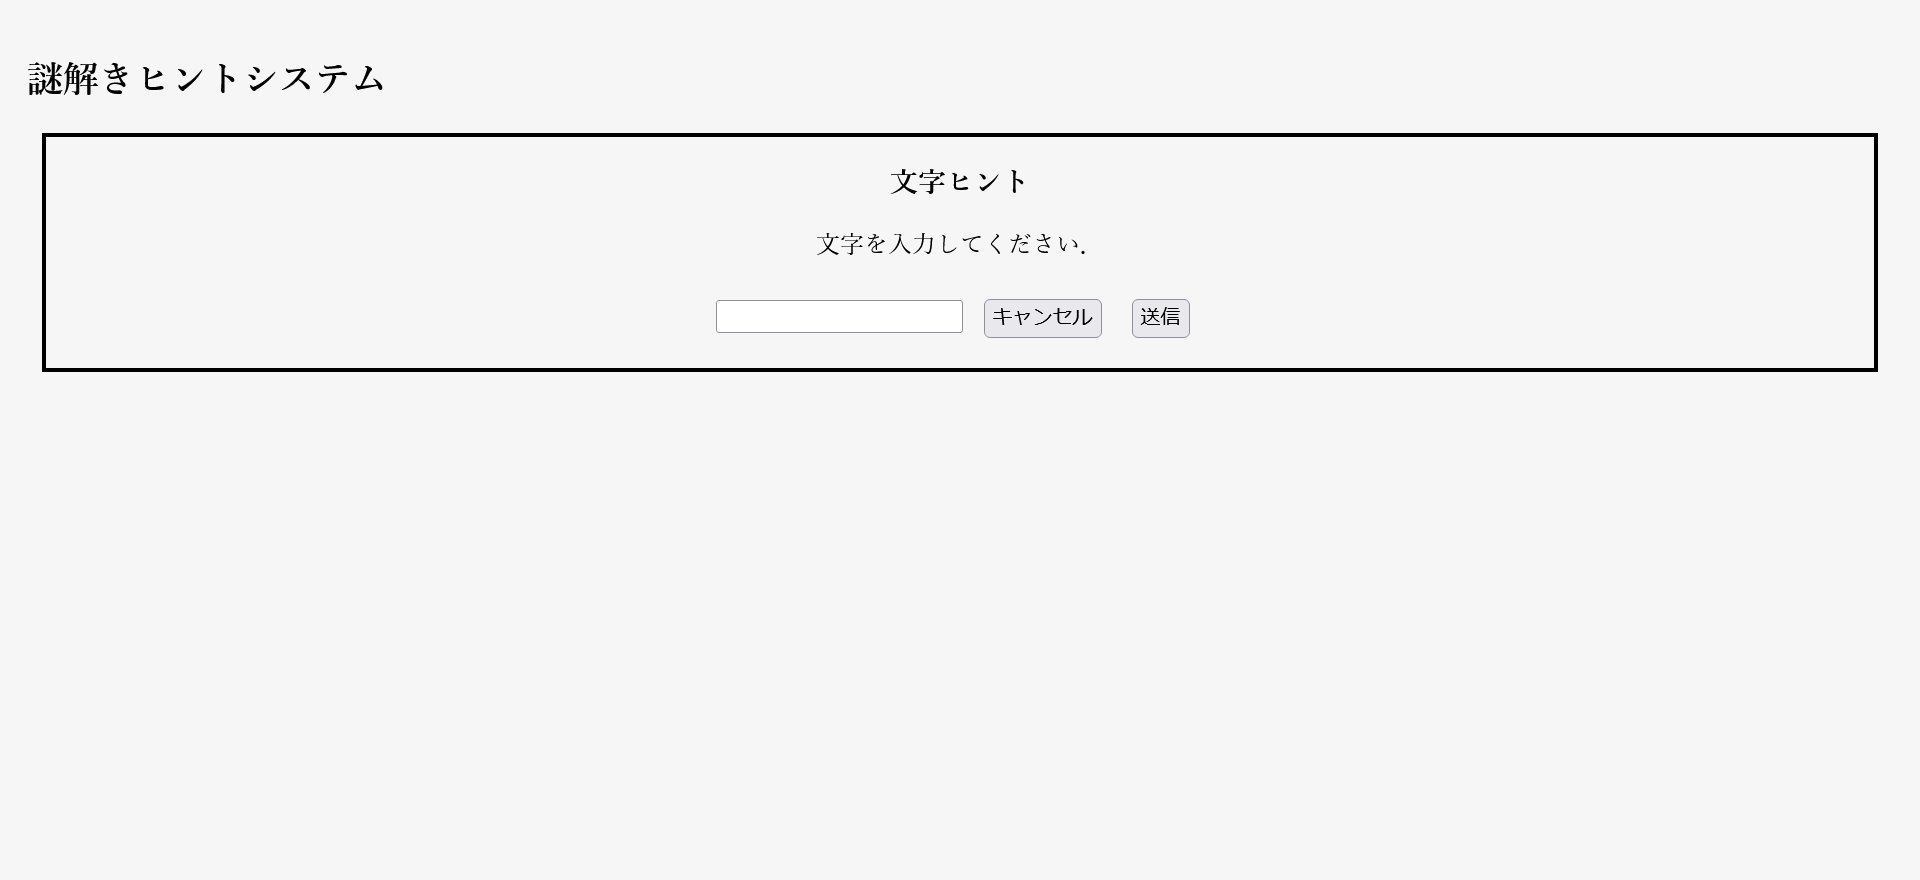 謎解きヒントシステム
文字ヒント
文字を入力してください.
キャンセル 送信